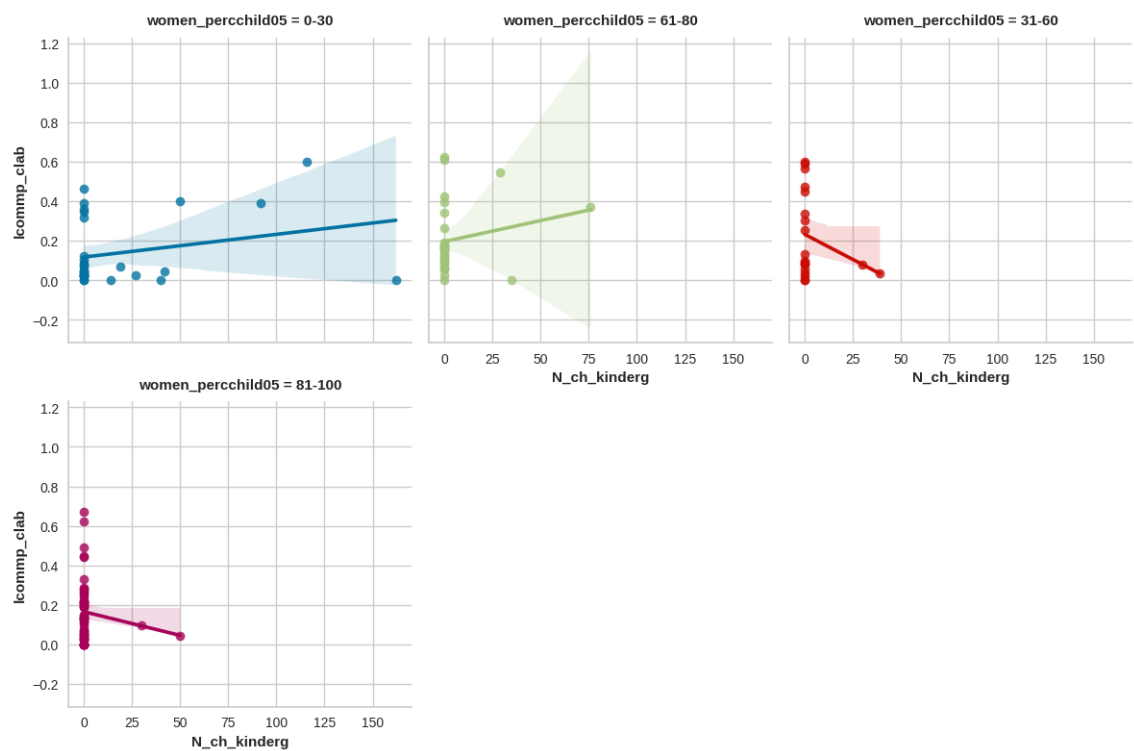 women_percchild05 = 0-30
women_percchild05 = 61-80
women_percchild05 = 31-60
1.2
1.0
0.8
0.6
0.4
0.2
0.0
−0.2
lcommp_clab
0 25 50 75 100 125 150
N_ch_kinderg
0 25 50 75 100 125 150
N_ch_kinderg
women_percchild05 = 81-100
1.2
1.0
0.8
0.6
0.4
0.2
0.0
−0.2
lcommp_clab
0 25 50 75 100 125 150
N_ch_kinderg